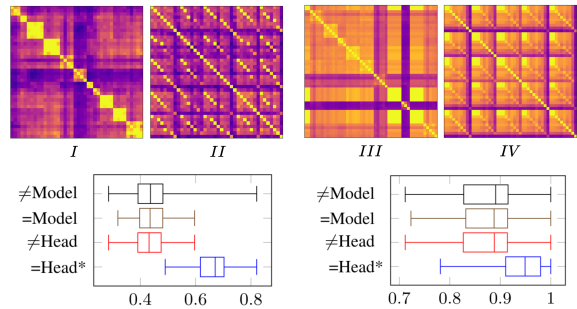 I II III IV
≠Model
=Model
≠Head
=Head*
0.4 0.6 0.8
≠Model
=Model
≠Head
=Head*
0.7 0.8 0.9 1